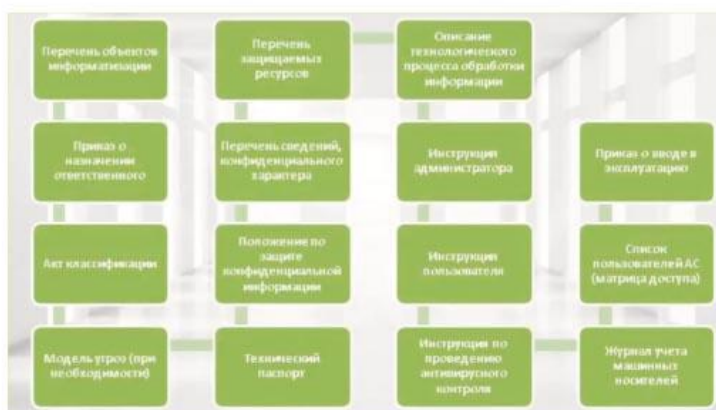 Перечень объектов
информатизации
Приказ о
назначении
ответственного
Акт классификации
Модель угроз (при
необходимости)
Перечень
защищаемых
ресурсов
Перечень сведений,
конфиденциального
характера
Положение по
защите
конфиденциальной
информации
Технический
паспорт
Описание
технологического
процесса обработки
информации
Инструкция
администратора
Инструкция
пользователя
Инструкция по
проведению
антивирусного
контроля
Приказ о вводе в
эксплуатацию
Список
пользователей АС
(матрица доступа)
Журнал учета
машинных
носителей